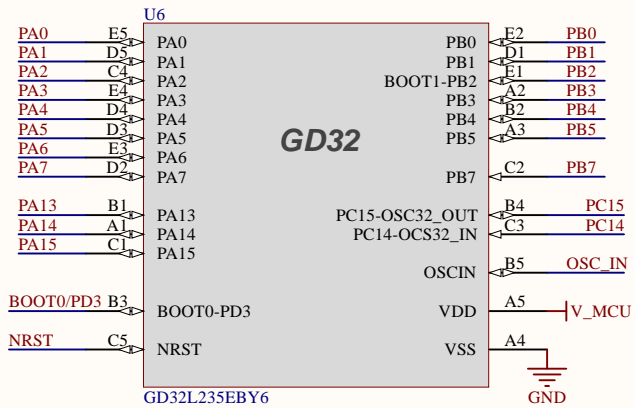 U6
PA0 E5 PA0 PB0 E2 PB0
PA1 D5 PA1 PB1 D1 PB1
PA2 C4 PA2 BOOT1-PB2 E1 PB2
PA3 E4 PA3 PB3 A2 PB3
PA4 D4 PA4 PB4 B2 PB4
PA5 D3 PA5 GD32 PB5 A3 PB5
PA6 E3 PA6
PA7 D2 PA7 PB7 C2 PB7
PA13 B1 PA13 PC15-OSC32_OUT B4 PC15
PA14 A1 PA14 PC14-OCS32_IN C3 PC14
PA15 C1 PA15
OSCIN B5 OSC_IN
BOOT0/PD3 B3 BOOT0-PD3 VDD A5 V_MCU
NRST C5 NRST VSS A4
GD32L235EBY6 GND